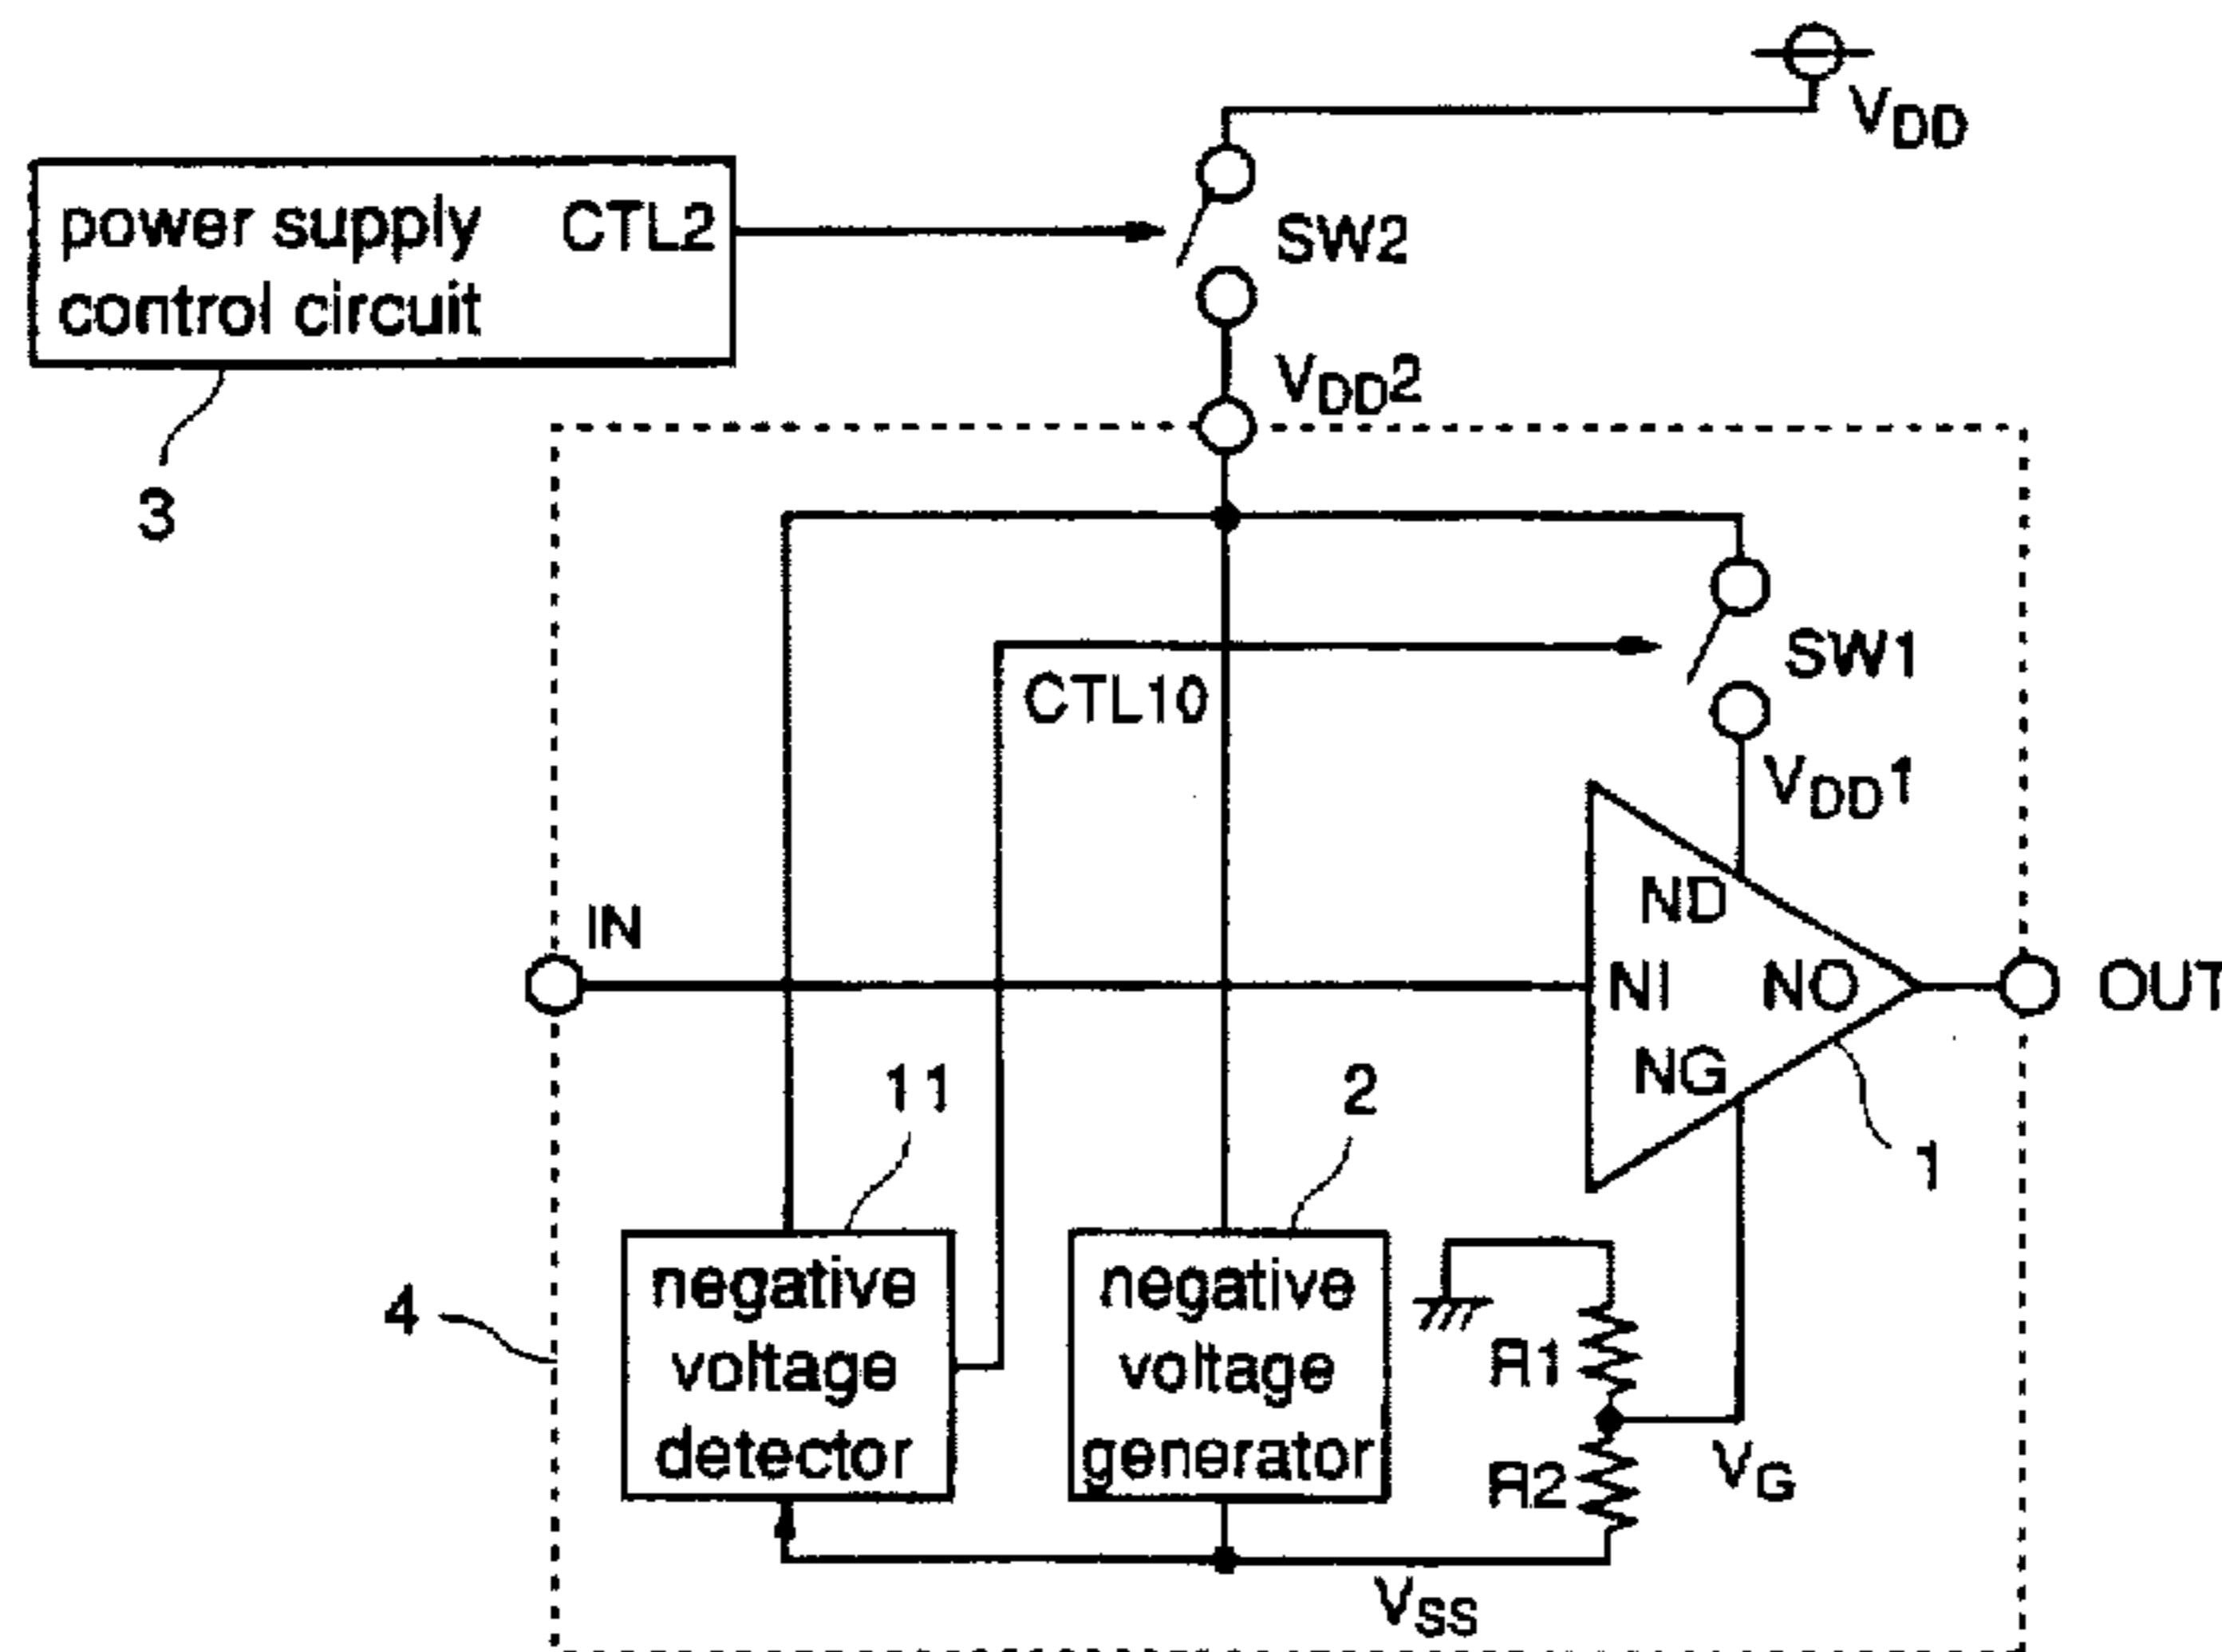 V_DD
power supply CTL2
control circuit
SW2
V_DD2
3
CTL10
SW1
V_DD1
IN
ND
NI NO
NG
OUT
11
2
1
4
negative
voltage
detector
negative
voltage
generator
R1
R2
V_G
V_SS